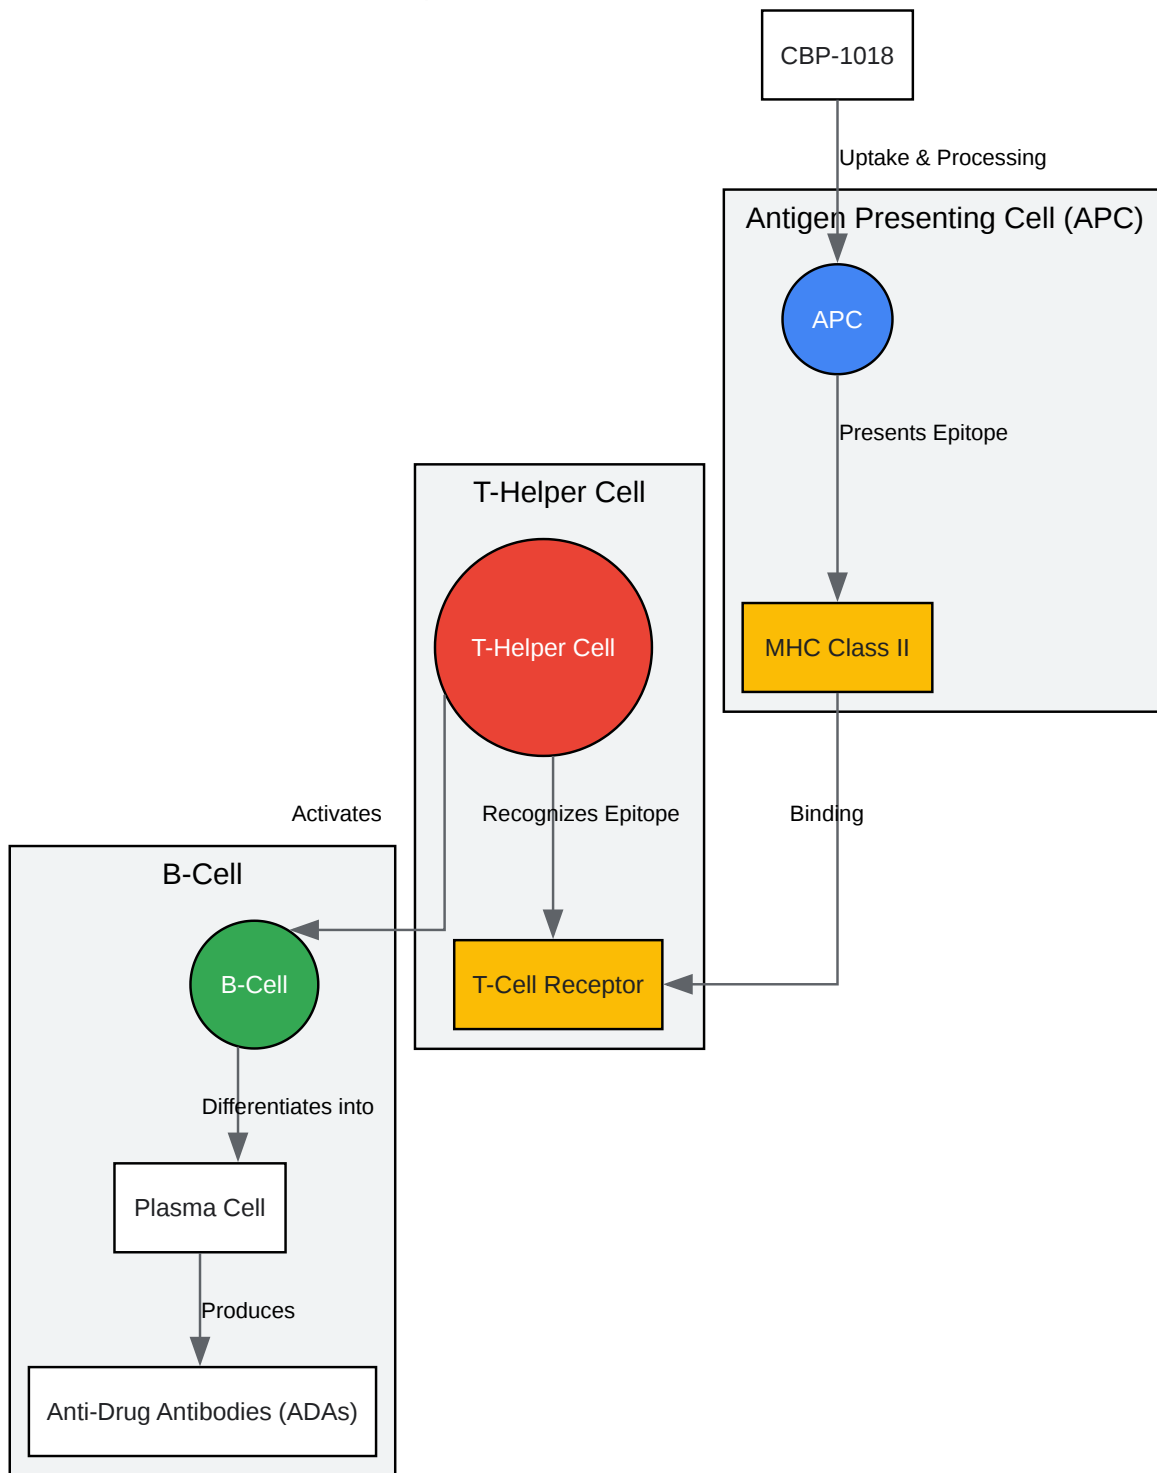 CBP-1018
Uptake & Processing
Antigen Presenting Cell (APC)
APC
Presents Epitope
T-Helper Cell
T-Helper Cell
MHC Class II
Activates
Recognizes Epitope
Binding
B-Cell
B-Cell
T-Cell Receptor
Differentiates into
Plasma Cell
Produces
Anti-Drug Antibodies (ADAs)